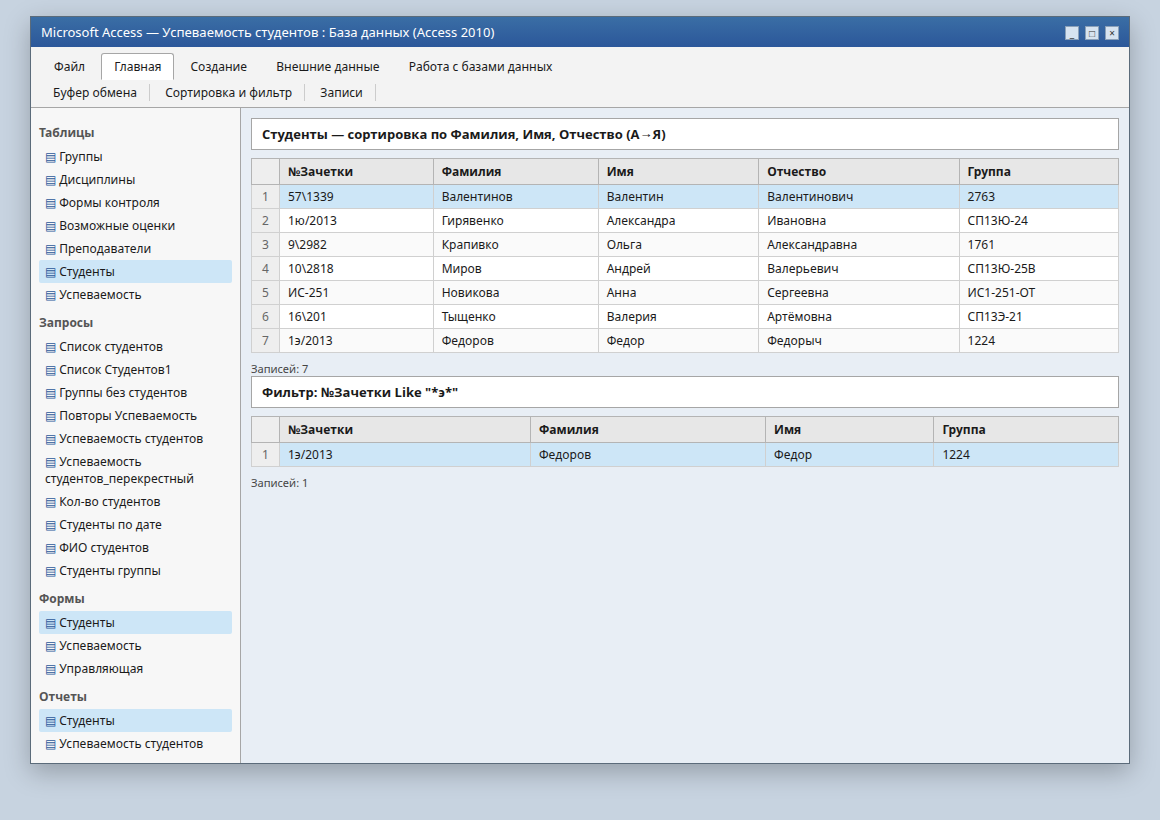 Microsoft Access — Успеваемость студентов : База данных (Access 2010)
Файл Главная Создание Внешние данные Работа с базами данных
Буфер обмена Сортировка и фильтр Записи
Таблицы
Группы
Дисциплины
Формы контроля
Возможные оценки
Преподаватели
Студенты
Успеваемость
Запросы
Список студентов
Список Студентов1
Группы без студентов
Повторы Успеваемость
Успеваемость студентов
Успеваемость
студентов_перекрестный
Кол-во студентов
Студенты по дате
ФИО студентов
Студенты группы
Формы
Студенты
Успеваемость
Управляющая
Отчеты
Студенты
Успеваемость студентов
Студенты — сортировка по Фамилия, Имя, Отчество (А→Я)
№Зачетки Фамилия Имя Отчество Группа
1 57\1339 Валентинов Валентин Валентинович 2763
2 1ю/2013 Гирявенко Александра Ивановна СП13Ю-24
3 9\2982 Крапивко Ольга Александравна 1761
4 10\2818 Миров Андрей Валерьевич СП13Ю-25В
5 ИС-251 Новикова Анна Сергеевна ИС1-251-ОТ
6 16\201 Тыщенко Валерия Артёмовна СП13Э-21
7 1э/2013 Федоров Федор Федорыч 1224
Записей: 7
Фильтр: №Зачетки Like "*э*"
№Зачетки Фамилия Имя Группа
1 1э/2013 Федоров Федор 1224
Записей: 1